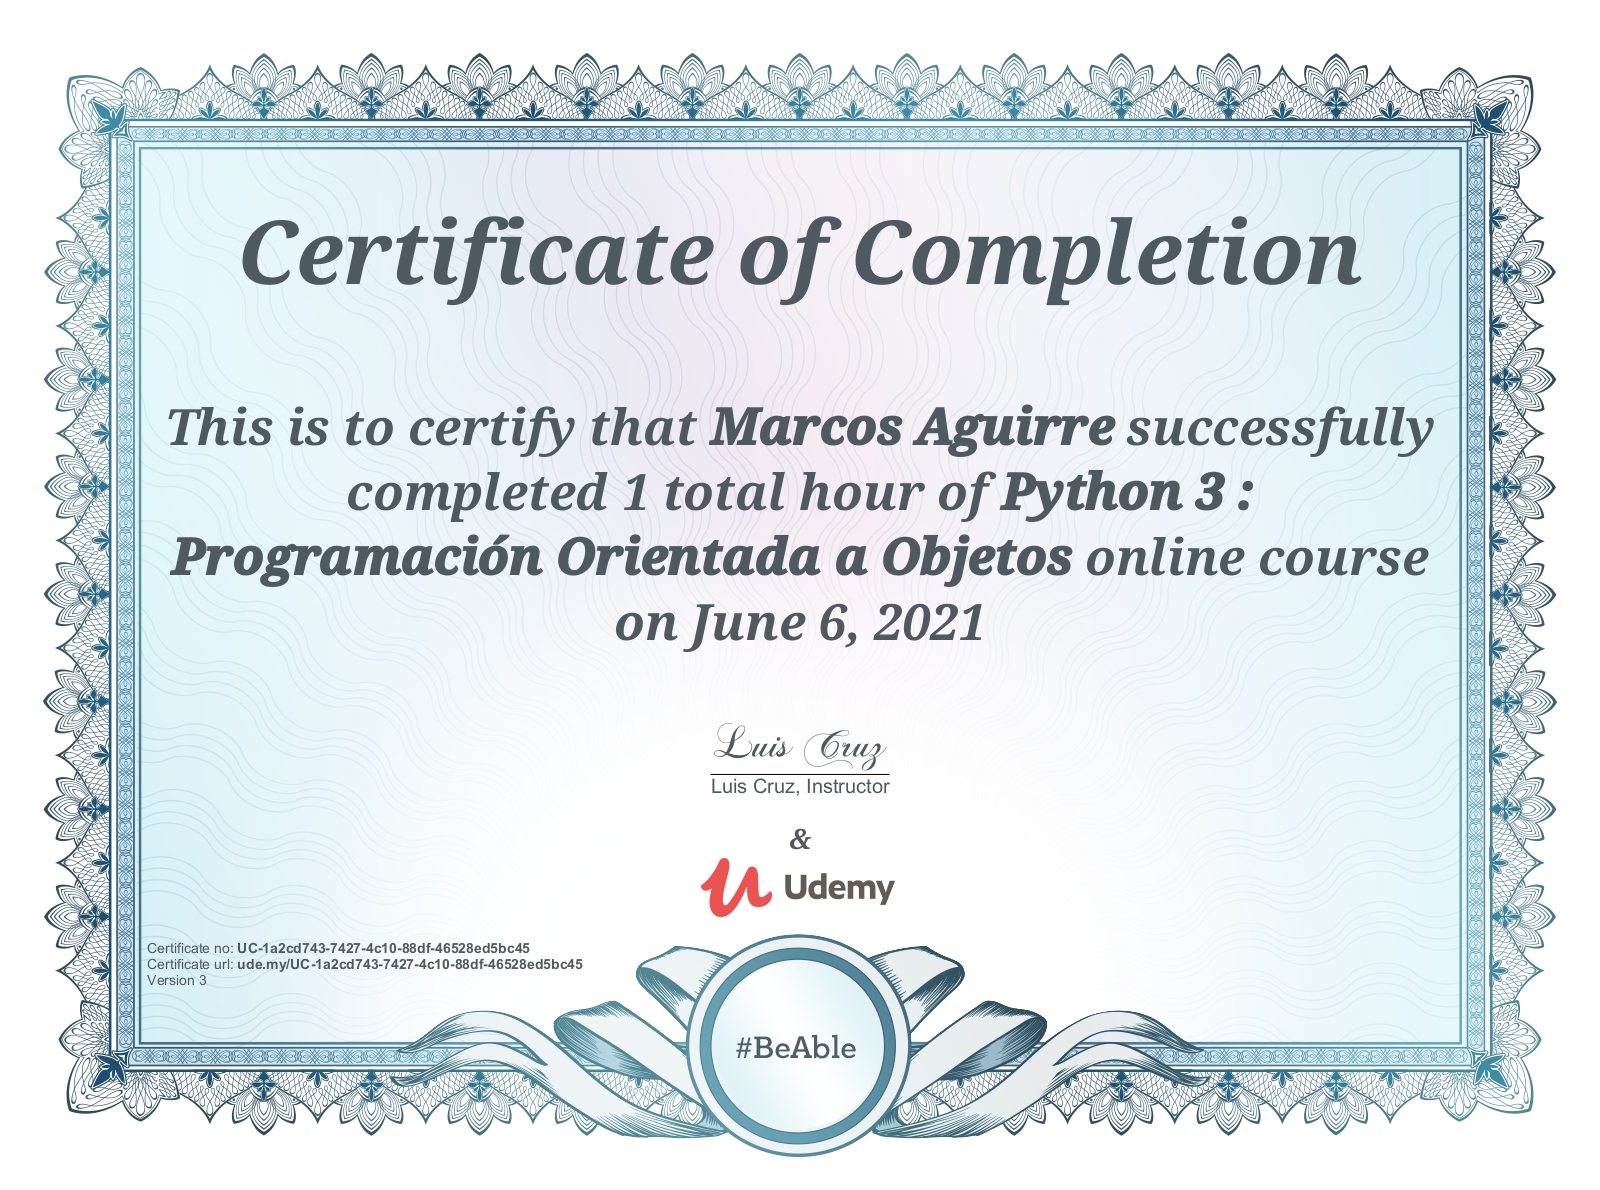 Certificate of Completion
This is to certify that Marcos Aguirre successfully
completed 1 total hour of Python 3 :
Programación Orientada a Objetos online course
on June 6, 2021
Luis Cruz
Luis Cruz, Instructor
&
Udemy
Certificate no: UC-1a2cd743-7427-4c10-88df-46528ed5bc45
Certificate url: ude.my/UC-1a2cd743-7427-4c10-88df-46528ed5bc45
Version 3
#BeAble